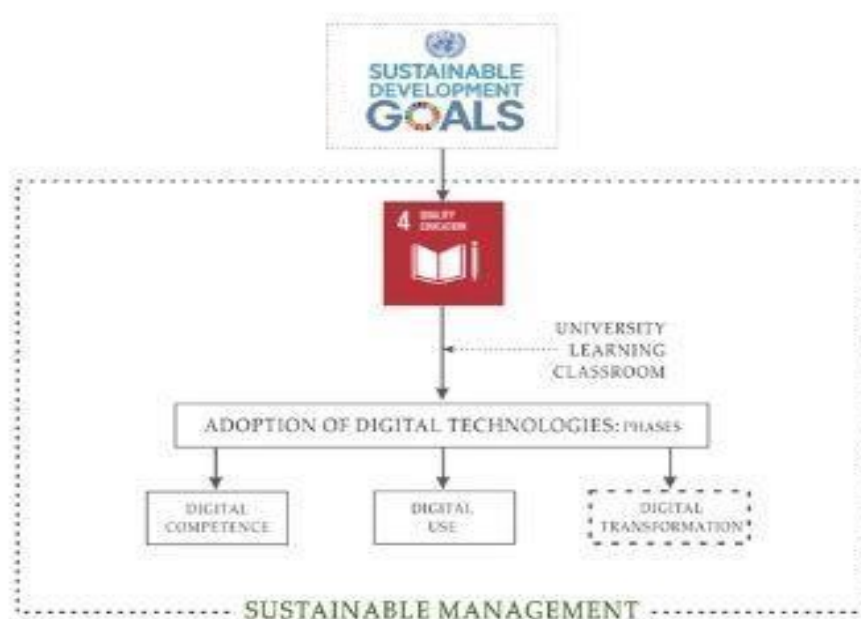 SUSTAINABLE
DEVELOPMENT
GOALS
4 QUALITY
EDUCATION
UNIVERSITY
LEARNING
CLASSROOM
ADOPTION OF DIGITAL TECHNOLOGIES: PHASES
DIGITAL
COMPETENCE
DIGITAL
USE
DIGITAL
TRANSFORMATION
SUSTAINABLE MANAGEMENT